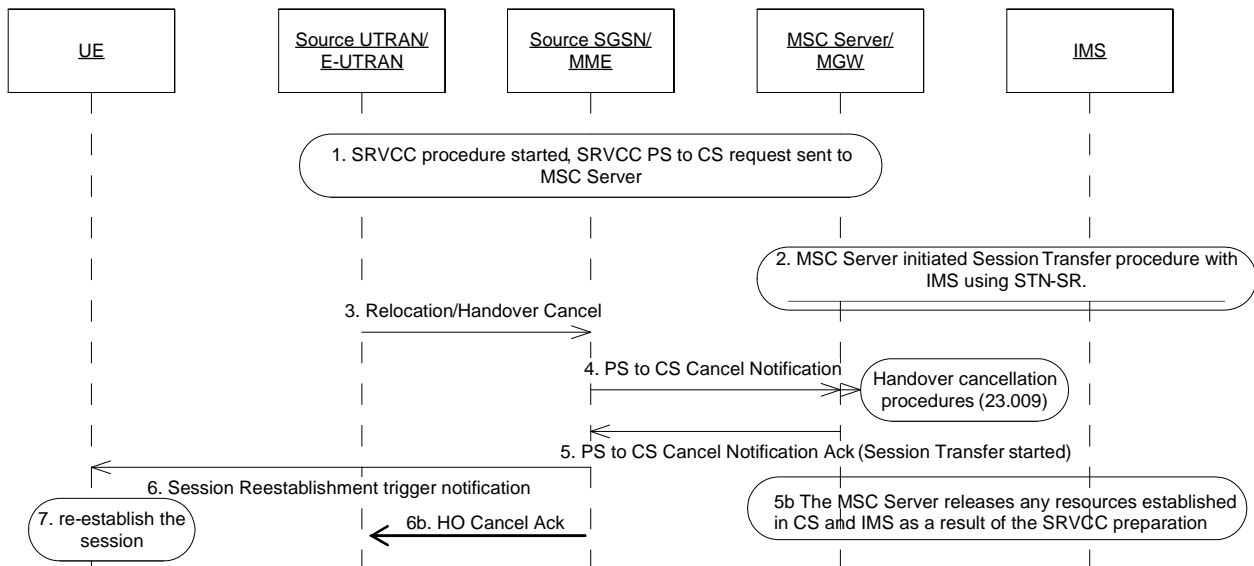 UE
Source UTRAN/
E-UTRAN
Source SGSN/
MME
MSC Server/
MGW
IMS
1. SRVCC procedure started, SRVCC PS to CS request sent to
MSC Server
2. MSC Server initiated Session Transfer procedure with
IMS using STN-SR.
3. Relocation/Handover Cancel
4. PS to CS Cancel Notification
Handover cancellation
procedures (23.009)
5. PS to CS Cancel Notification Ack (Session Transfer started)
6. Session Reestablishment trigger notification
5b The MSC Server releases any resources established
in CS and IMS as a result of the SRVCC preparation
7. re-establish the
session
6b. HO Cancel Ack